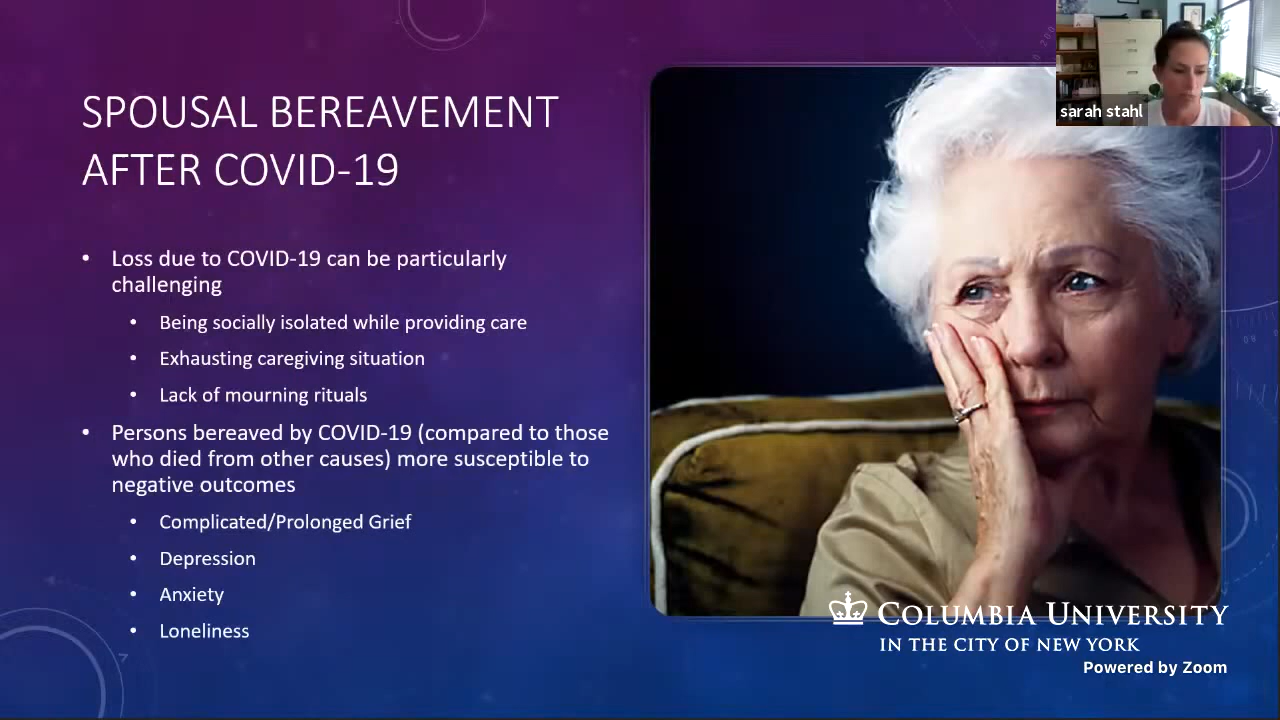 sarah stahl
SPOUSAL BEREAVEMENT
AFTER COVID-19
• Loss due to COVID-19 can be particularly
challenging
• Being socially isolated while providing care
• Exhausting caregiving situation
• Lack of mourning rituals
• Persons bereaved by COVID-19 (compared to those
who died from other causes) more susceptible to
negative outcomes
• Complicated/Prolonged Grief
• Depression
• Anxiety
• Loneliness
COLUMBIA UNIVERSITY
IN THE CITY OF NEW YORK
Powered by Zoom